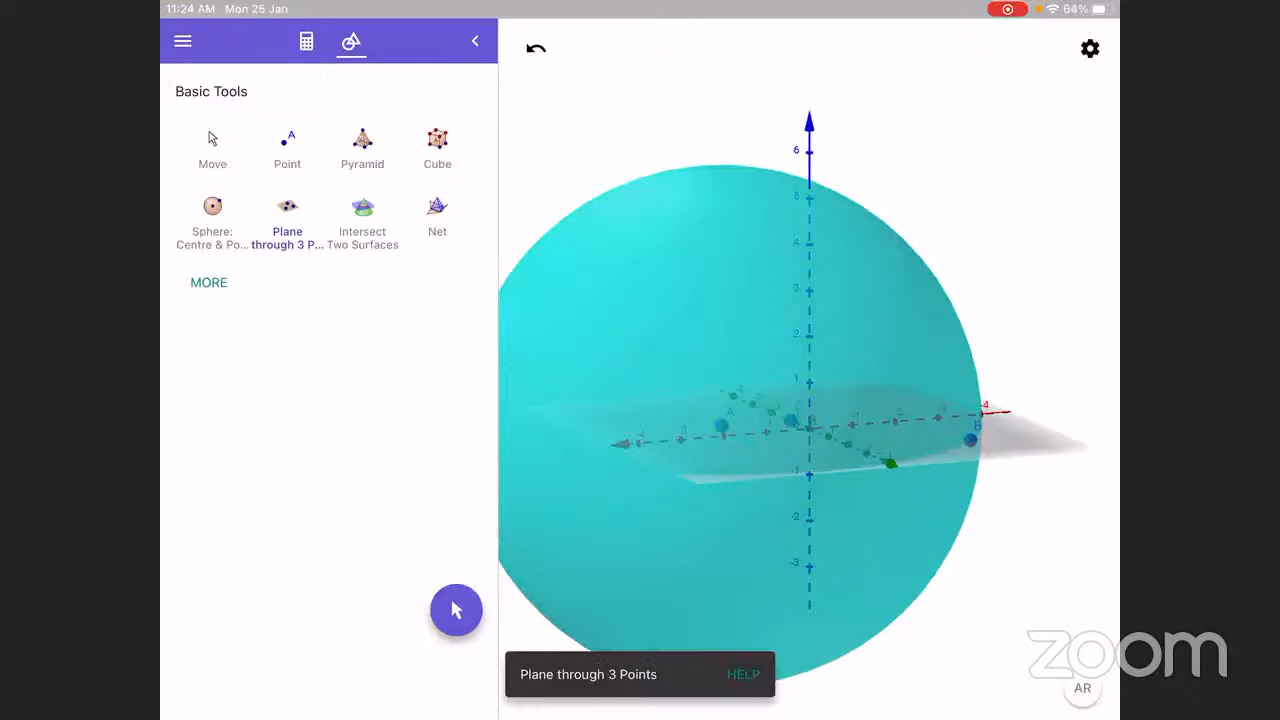 11:24 AM Mon 25 Jan
64%
Basic Tools
Move
Point
Pyramid
Cube
Sphere:
Centre & Po...
Plane
through 3 P...
Intersect
Two Surfaces
Net
MORE
6
5
4
3
2
1
-1
-2
-3
-4
A
B
Plane through 3 Points
HELP
zoom
AR